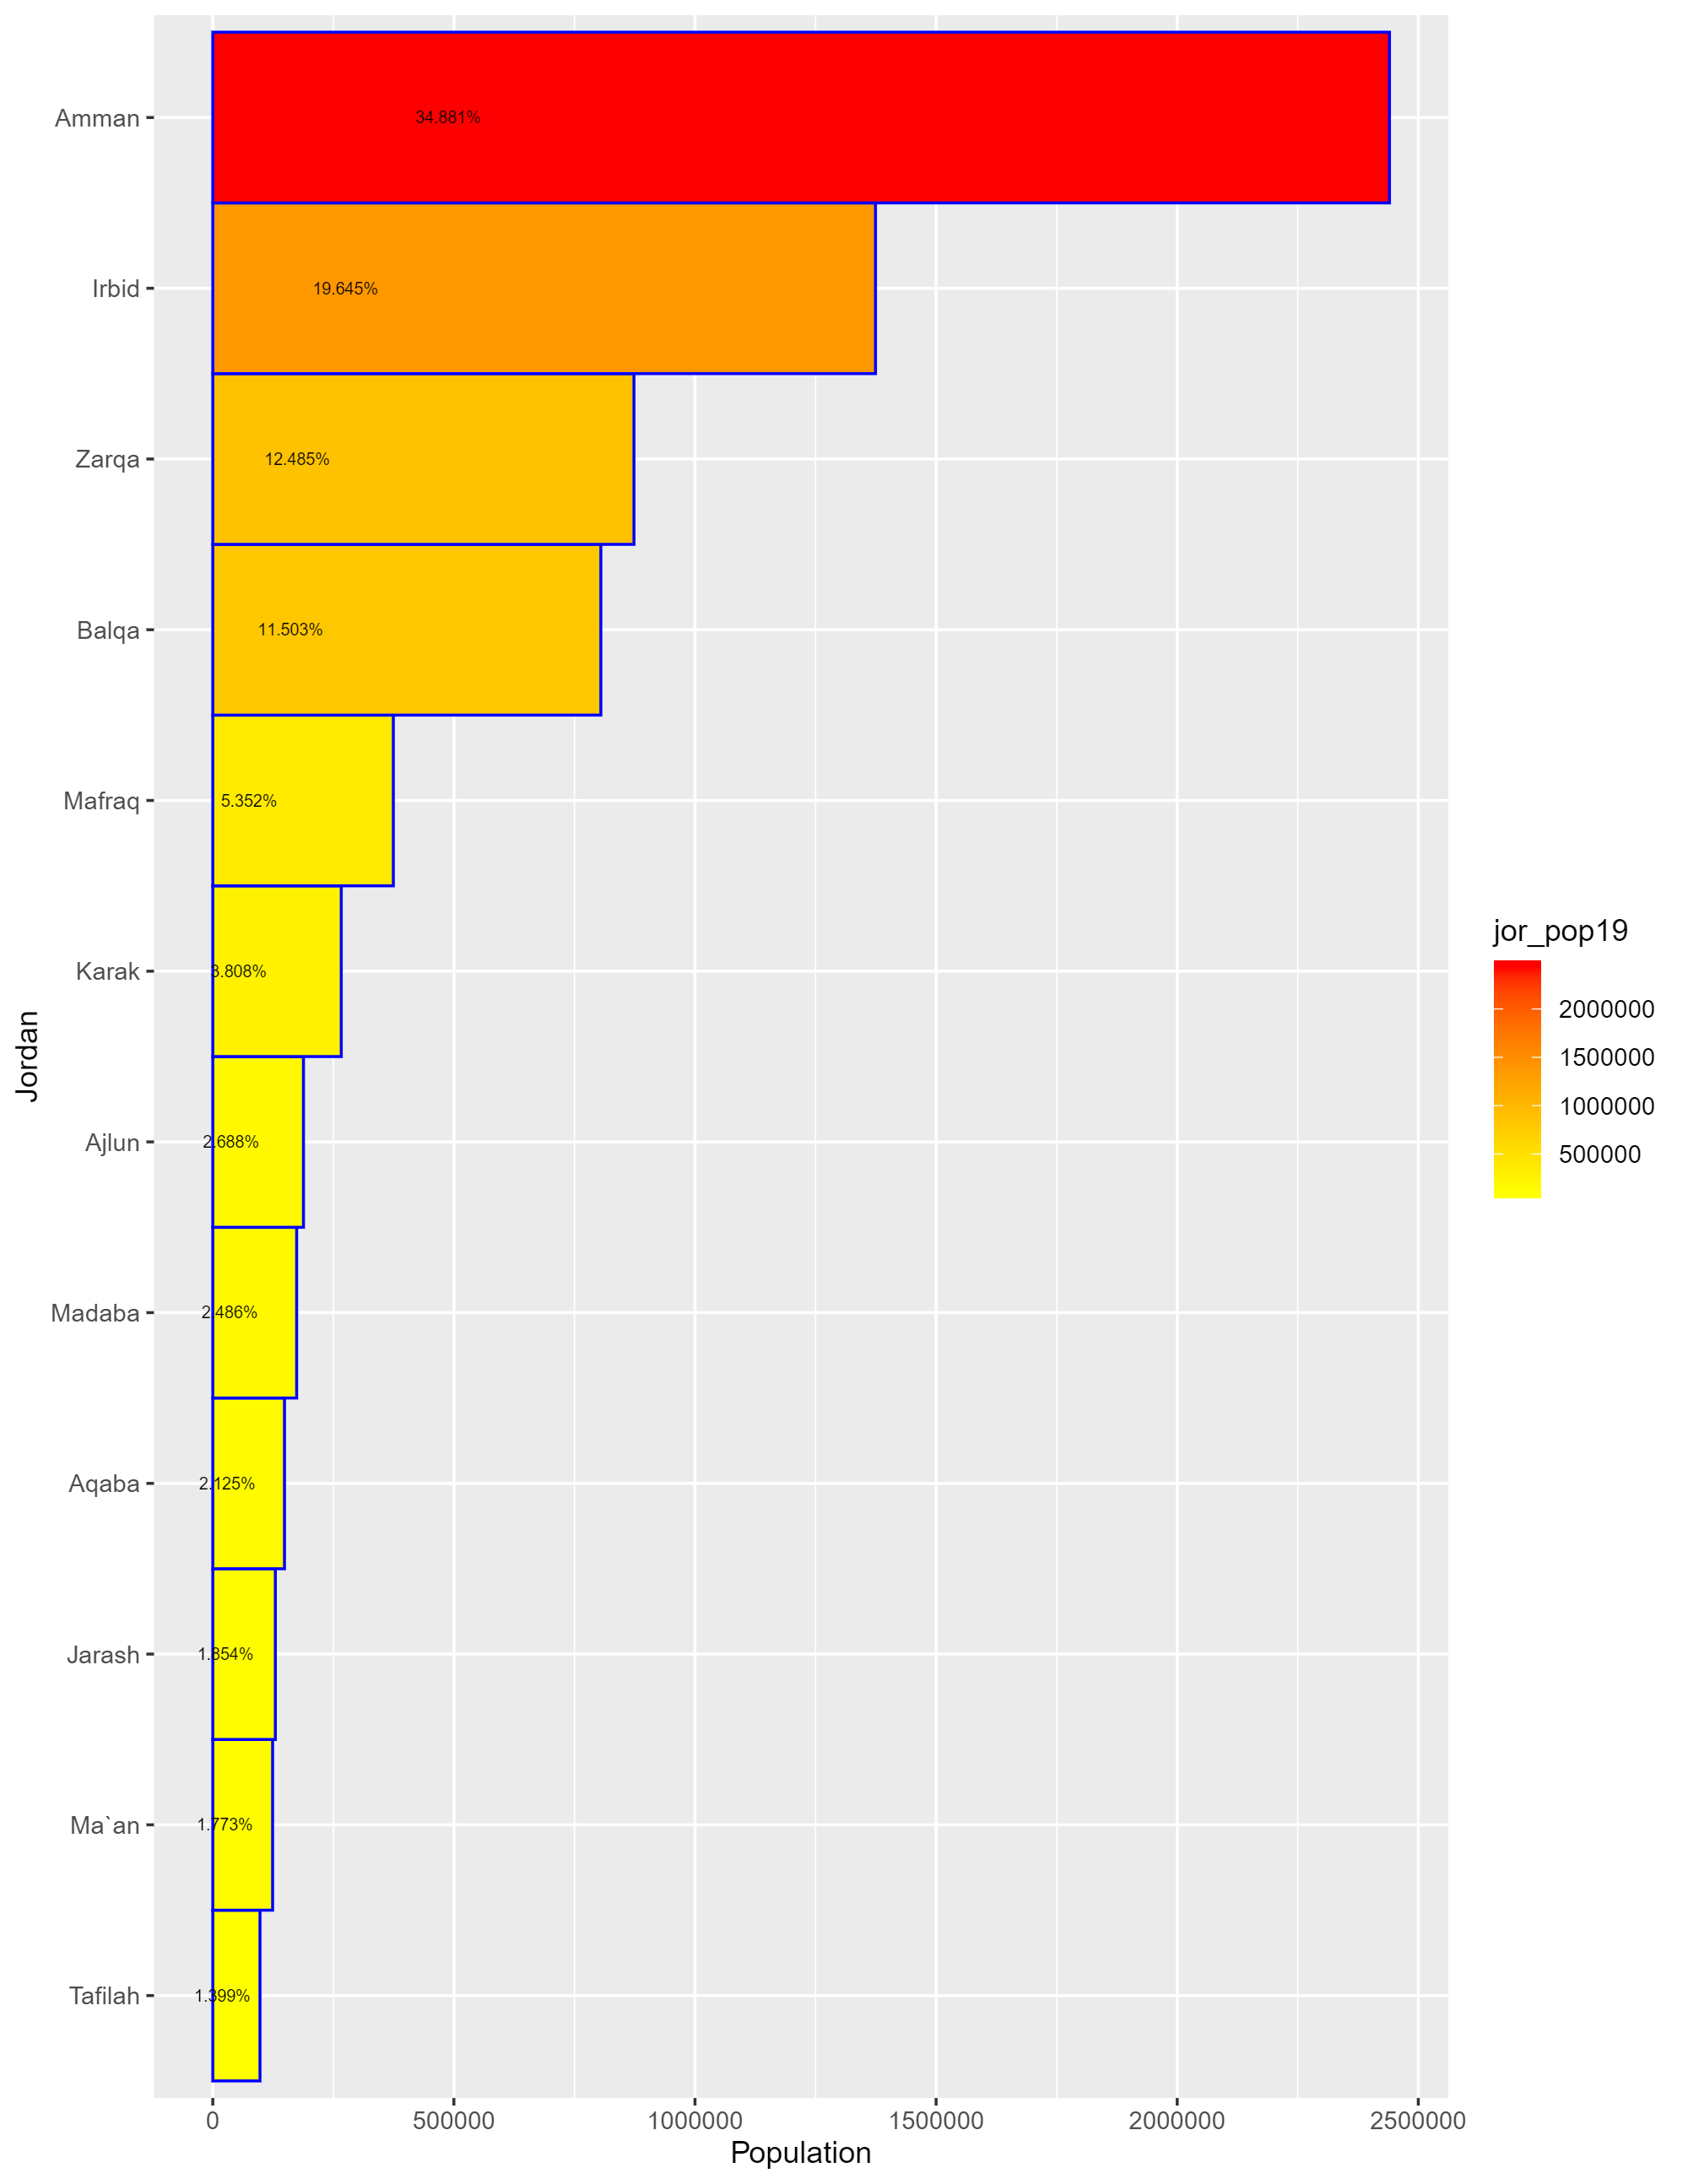 Amman
34.881%
Irbid
19.645%
Zarqa
12.485%
Balqa
11.503%
Mafraq
5.352%
Karak
3.808%
Ajlun
2.688%
Madaba
2.486%
Aqaba
2.125%
Jarash
1.854%
Ma`an
1.773%
Tafilah
1.399%
Jordan
0 500000 1000000 1500000 2000000 2500000
Population
jor_pop19
2000000
1500000
1000000
500000